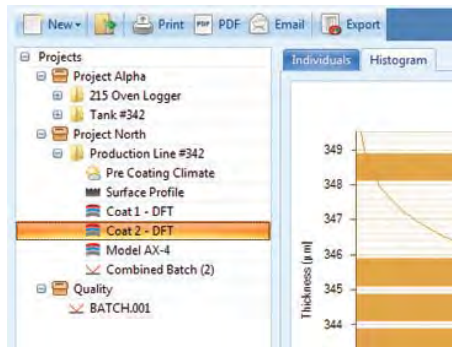 New Print PDF PDF Email Export
Projects
Individuals Histogram
Project Alpha
215 Oven Logger
Tank #342
Project North
Production Line #342
Pre Coating Climate
Surface Profile
Coat 1 - DFT
Coat 2 - DFT
Model AX-4
Combined Batch (2)
Quality
BATCH.001
Thickness (µm)
349
348
347
346
345
344